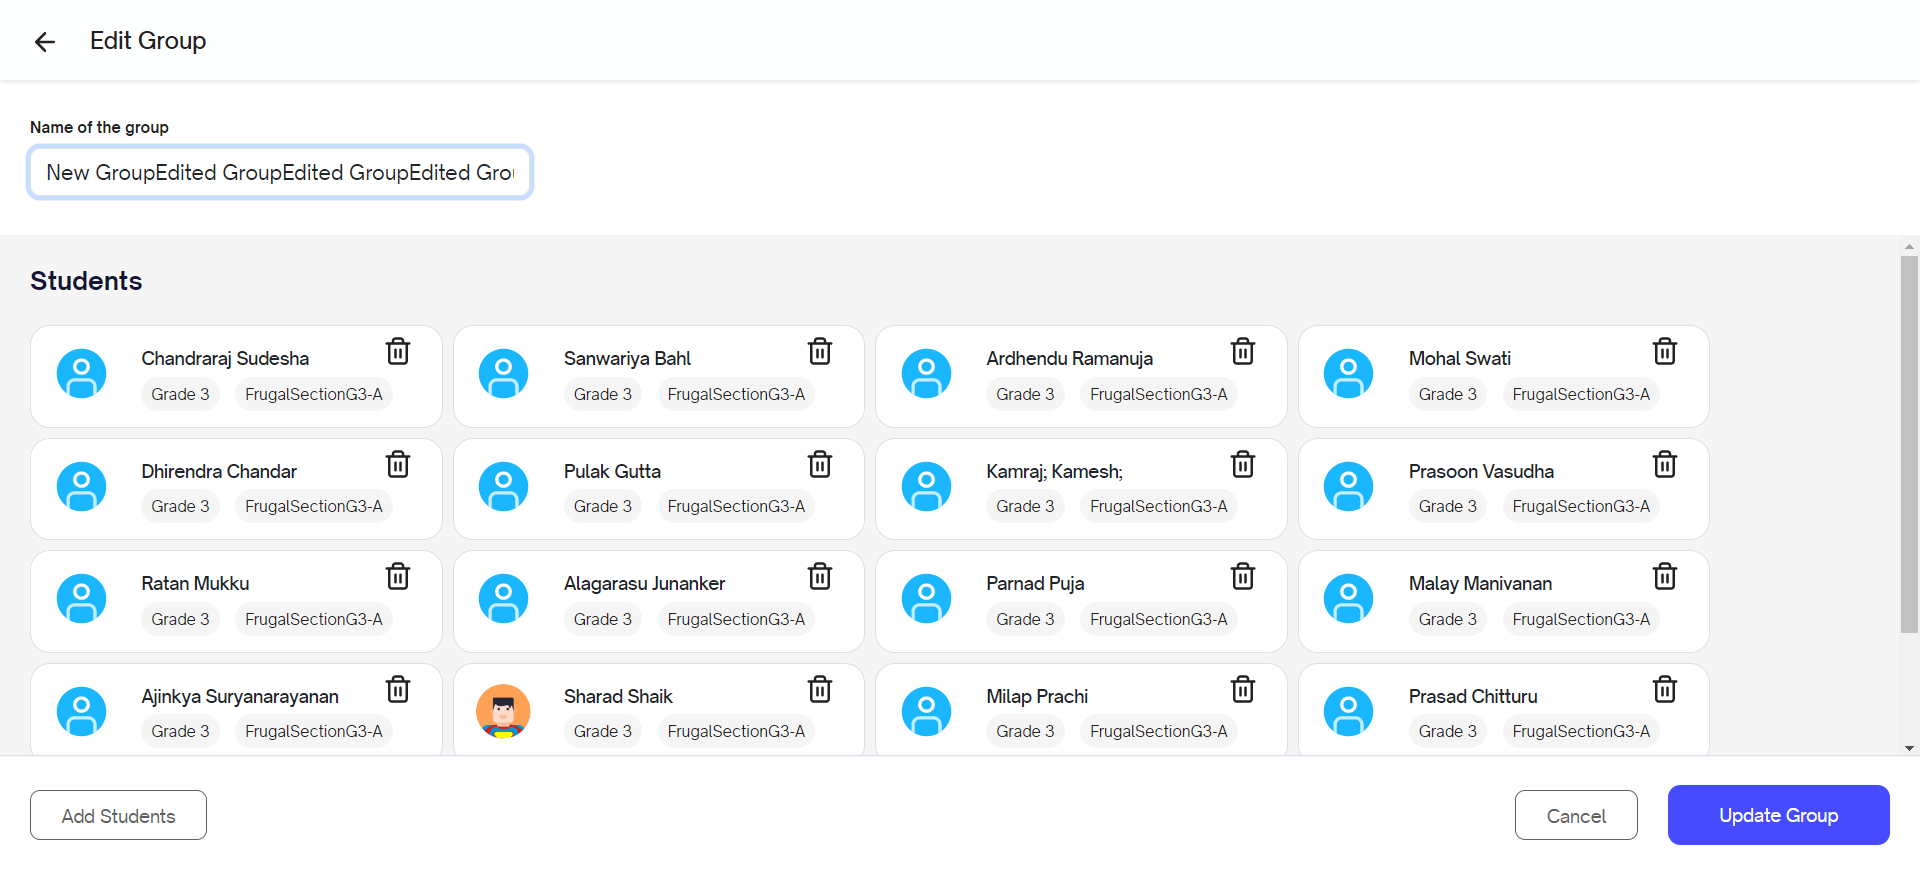 Edit Group
Name of the group
New GroupEdited GroupEdited GroupEdited Grou
Students
Chandraraj Sudesha
Grade 3 FrugalSectionG3-A
Sanwariya Bahl
Grade 3 FrugalSectionG3-A
Ardhendu Ramanuja
Grade 3 FrugalSectionG3-A
Mohal Swati
Grade 3 FrugalSectionG3-A
Dhirendra Chandar
Grade 3 FrugalSectionG3-A
Pulak Gutta
Grade 3 FrugalSectionG3-A
Kamraj; Kamesh;
Grade 3 FrugalSectionG3-A
Prasoon Vasudha
Grade 3 FrugalSectionG3-A
Ratan Mukku
Grade 3 FrugalSectionG3-A
Alagarasu Junanker
Grade 3 FrugalSectionG3-A
Parnad Puja
Grade 3 FrugalSectionG3-A
Malay Manivanan
Grade 3 FrugalSectionG3-A
Ajinkya Suryanarayanan
Grade 3 FrugalSectionG3-A
Sharad Shaik
Grade 3 FrugalSectionG3-A
Milap Prachi
Grade 3 FrugalSectionG3-A
Prasad Chitturu
Grade 3 FrugalSectionG3-A
Add Students
Cancel
Update Group